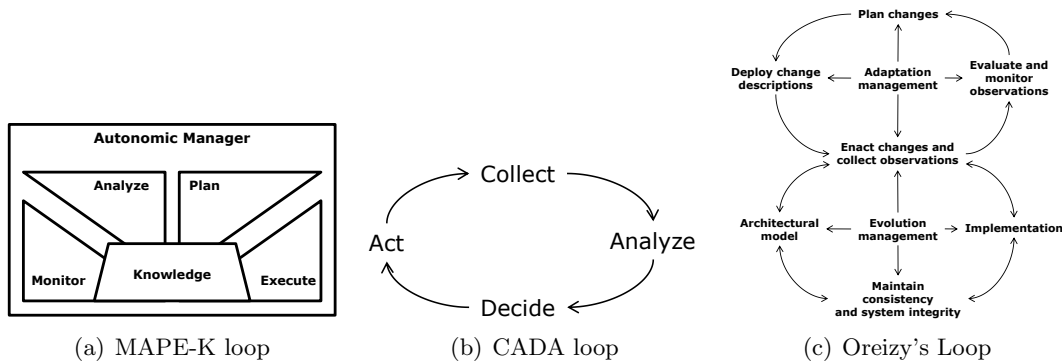 Autonomic Manager
Analyze
Plan
Monitor
Knowledge
Execute
(a) MAPE-K loop
Collect
Analyze
Decide
Act
(b) CADA loop
Plan changes
Deploy change
descriptions
Adaptation
management
Evaluate and
monitor
observations
Enact changes and
collect observations
Architectural
model
Evolution
management
Implementation
Maintain
consistency
and system integrity
(c) Oreizy's Loop